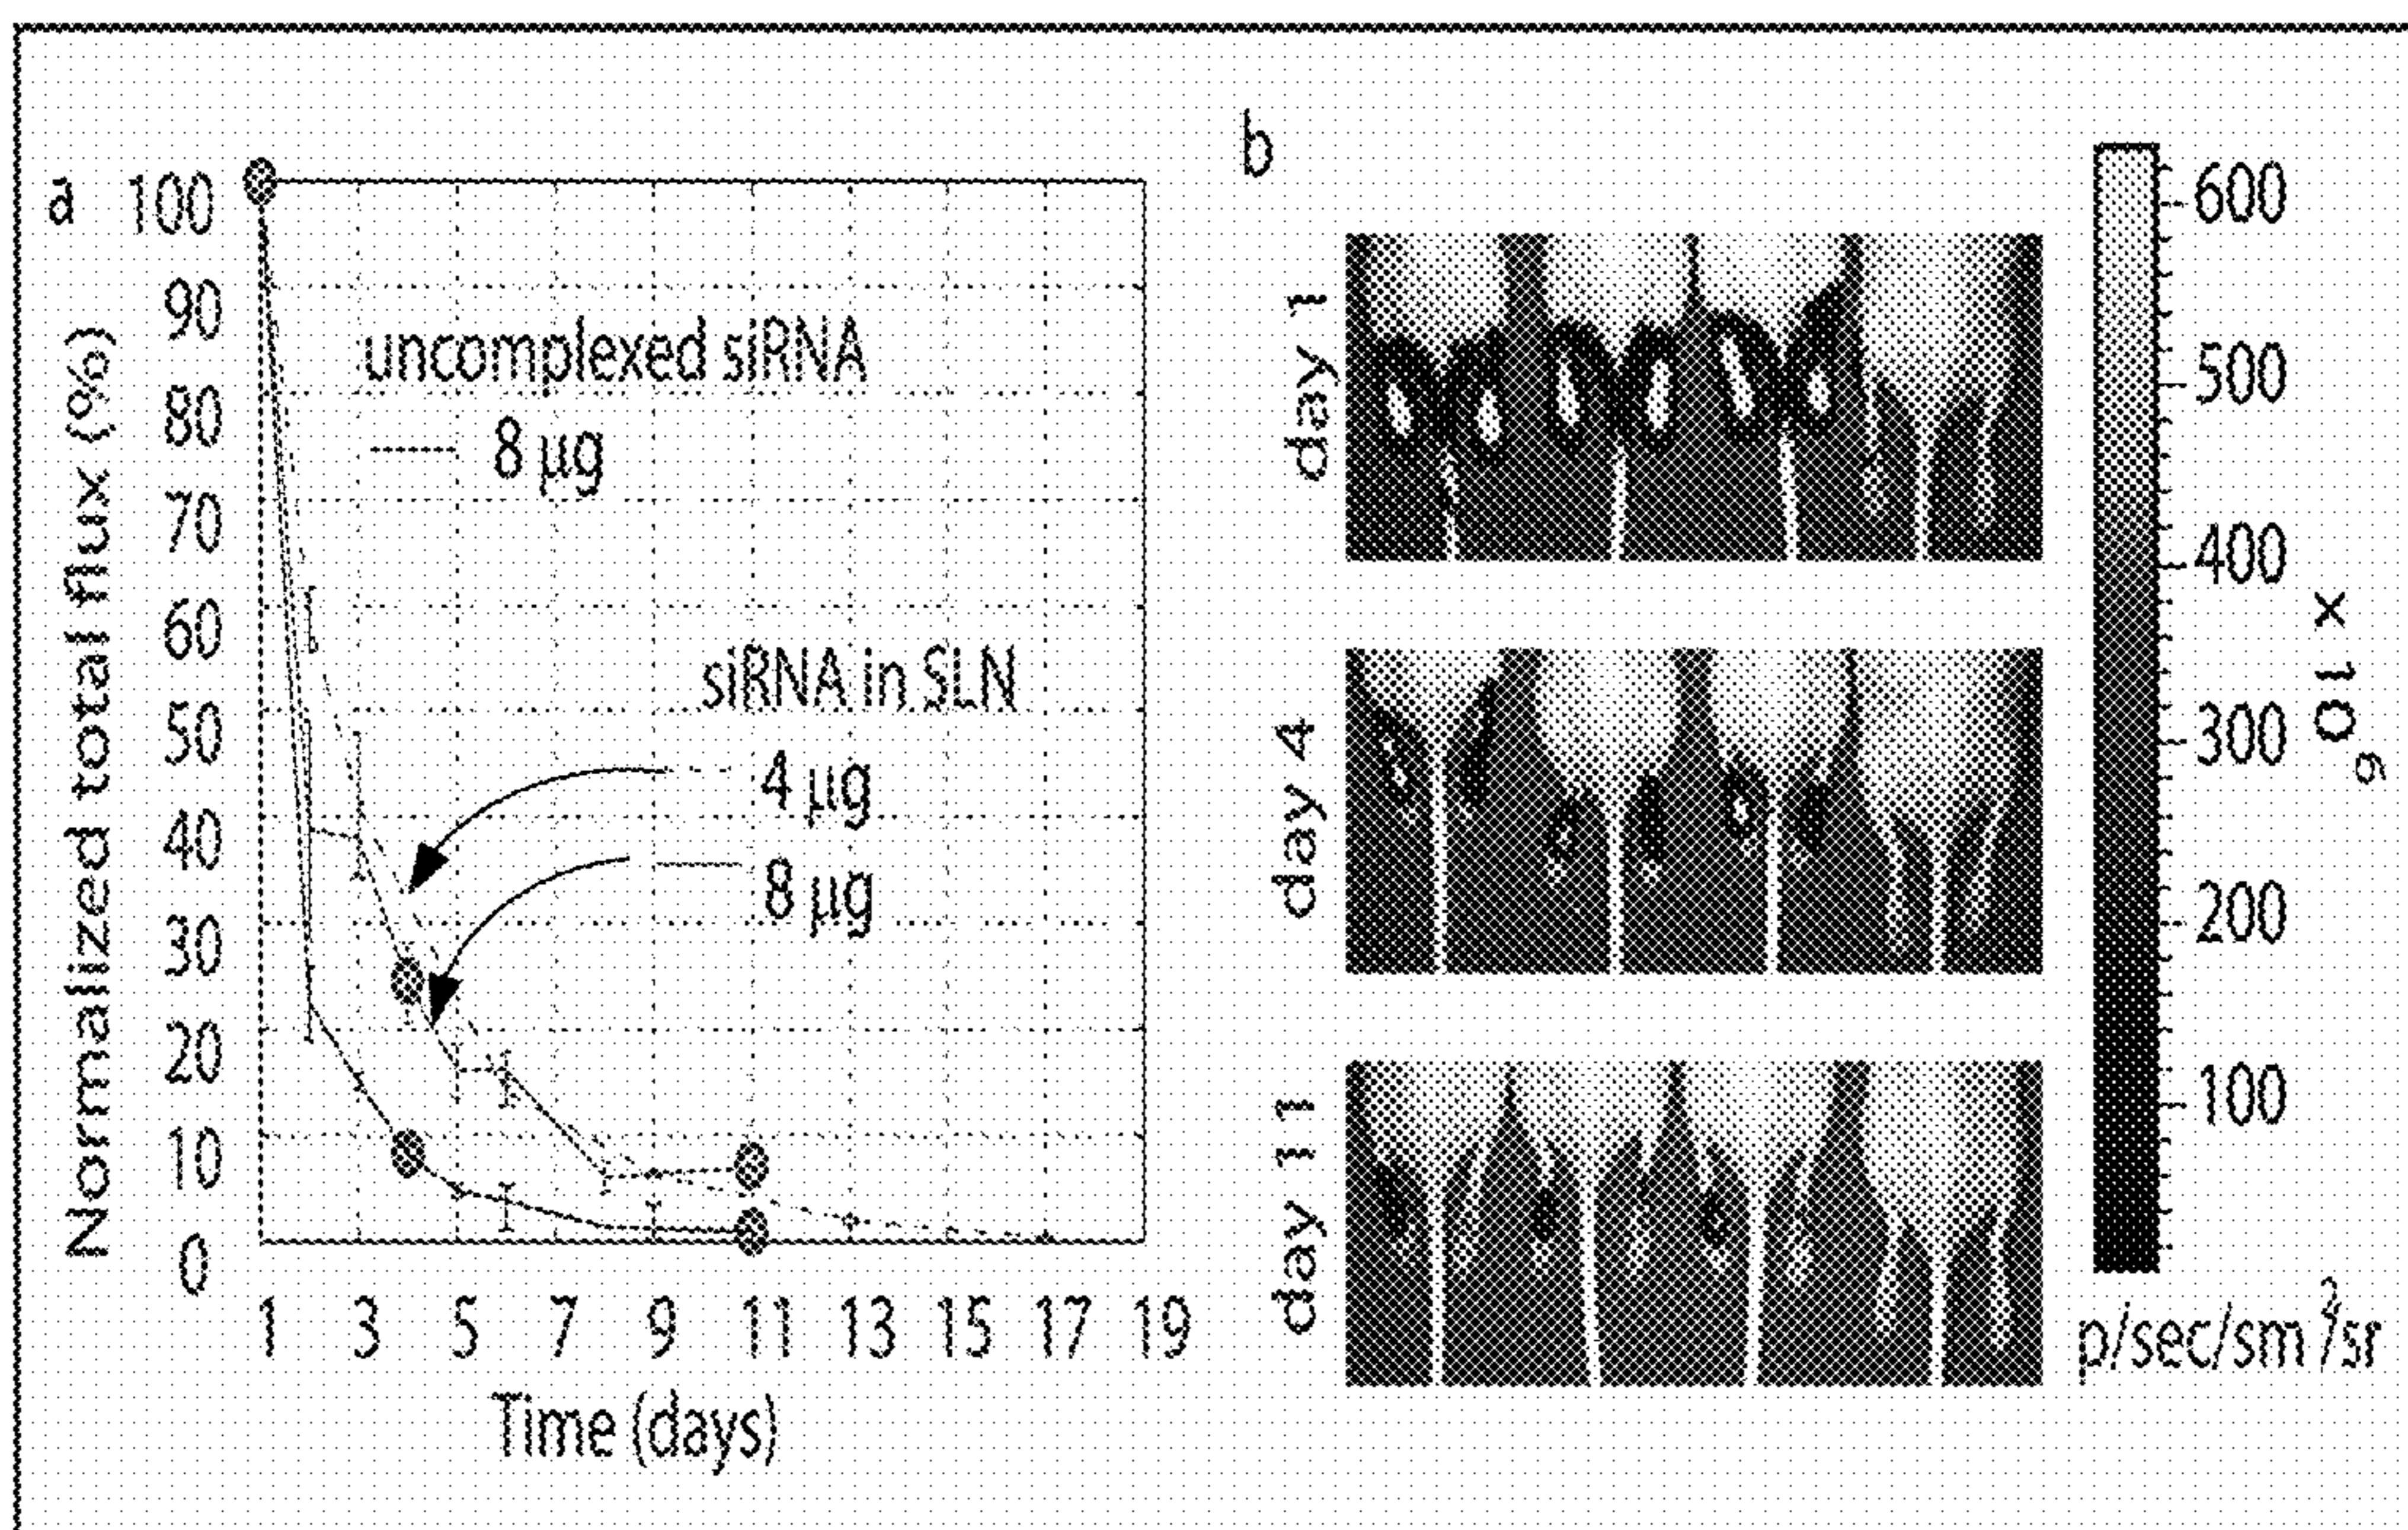 a
Normalized total flux (%)
100
90
80
70
60
50
40
30
20
10
0
uncomplexed siRNA
8 µg
siRNA in SLN
4 µg
8 µg
1 3 5 7 9 11 13 15 17 19
Time (days)
b
day 1
day 4
day 11
600
500
400
300
200
100
x 10⁶
p/sec/sm²/sr